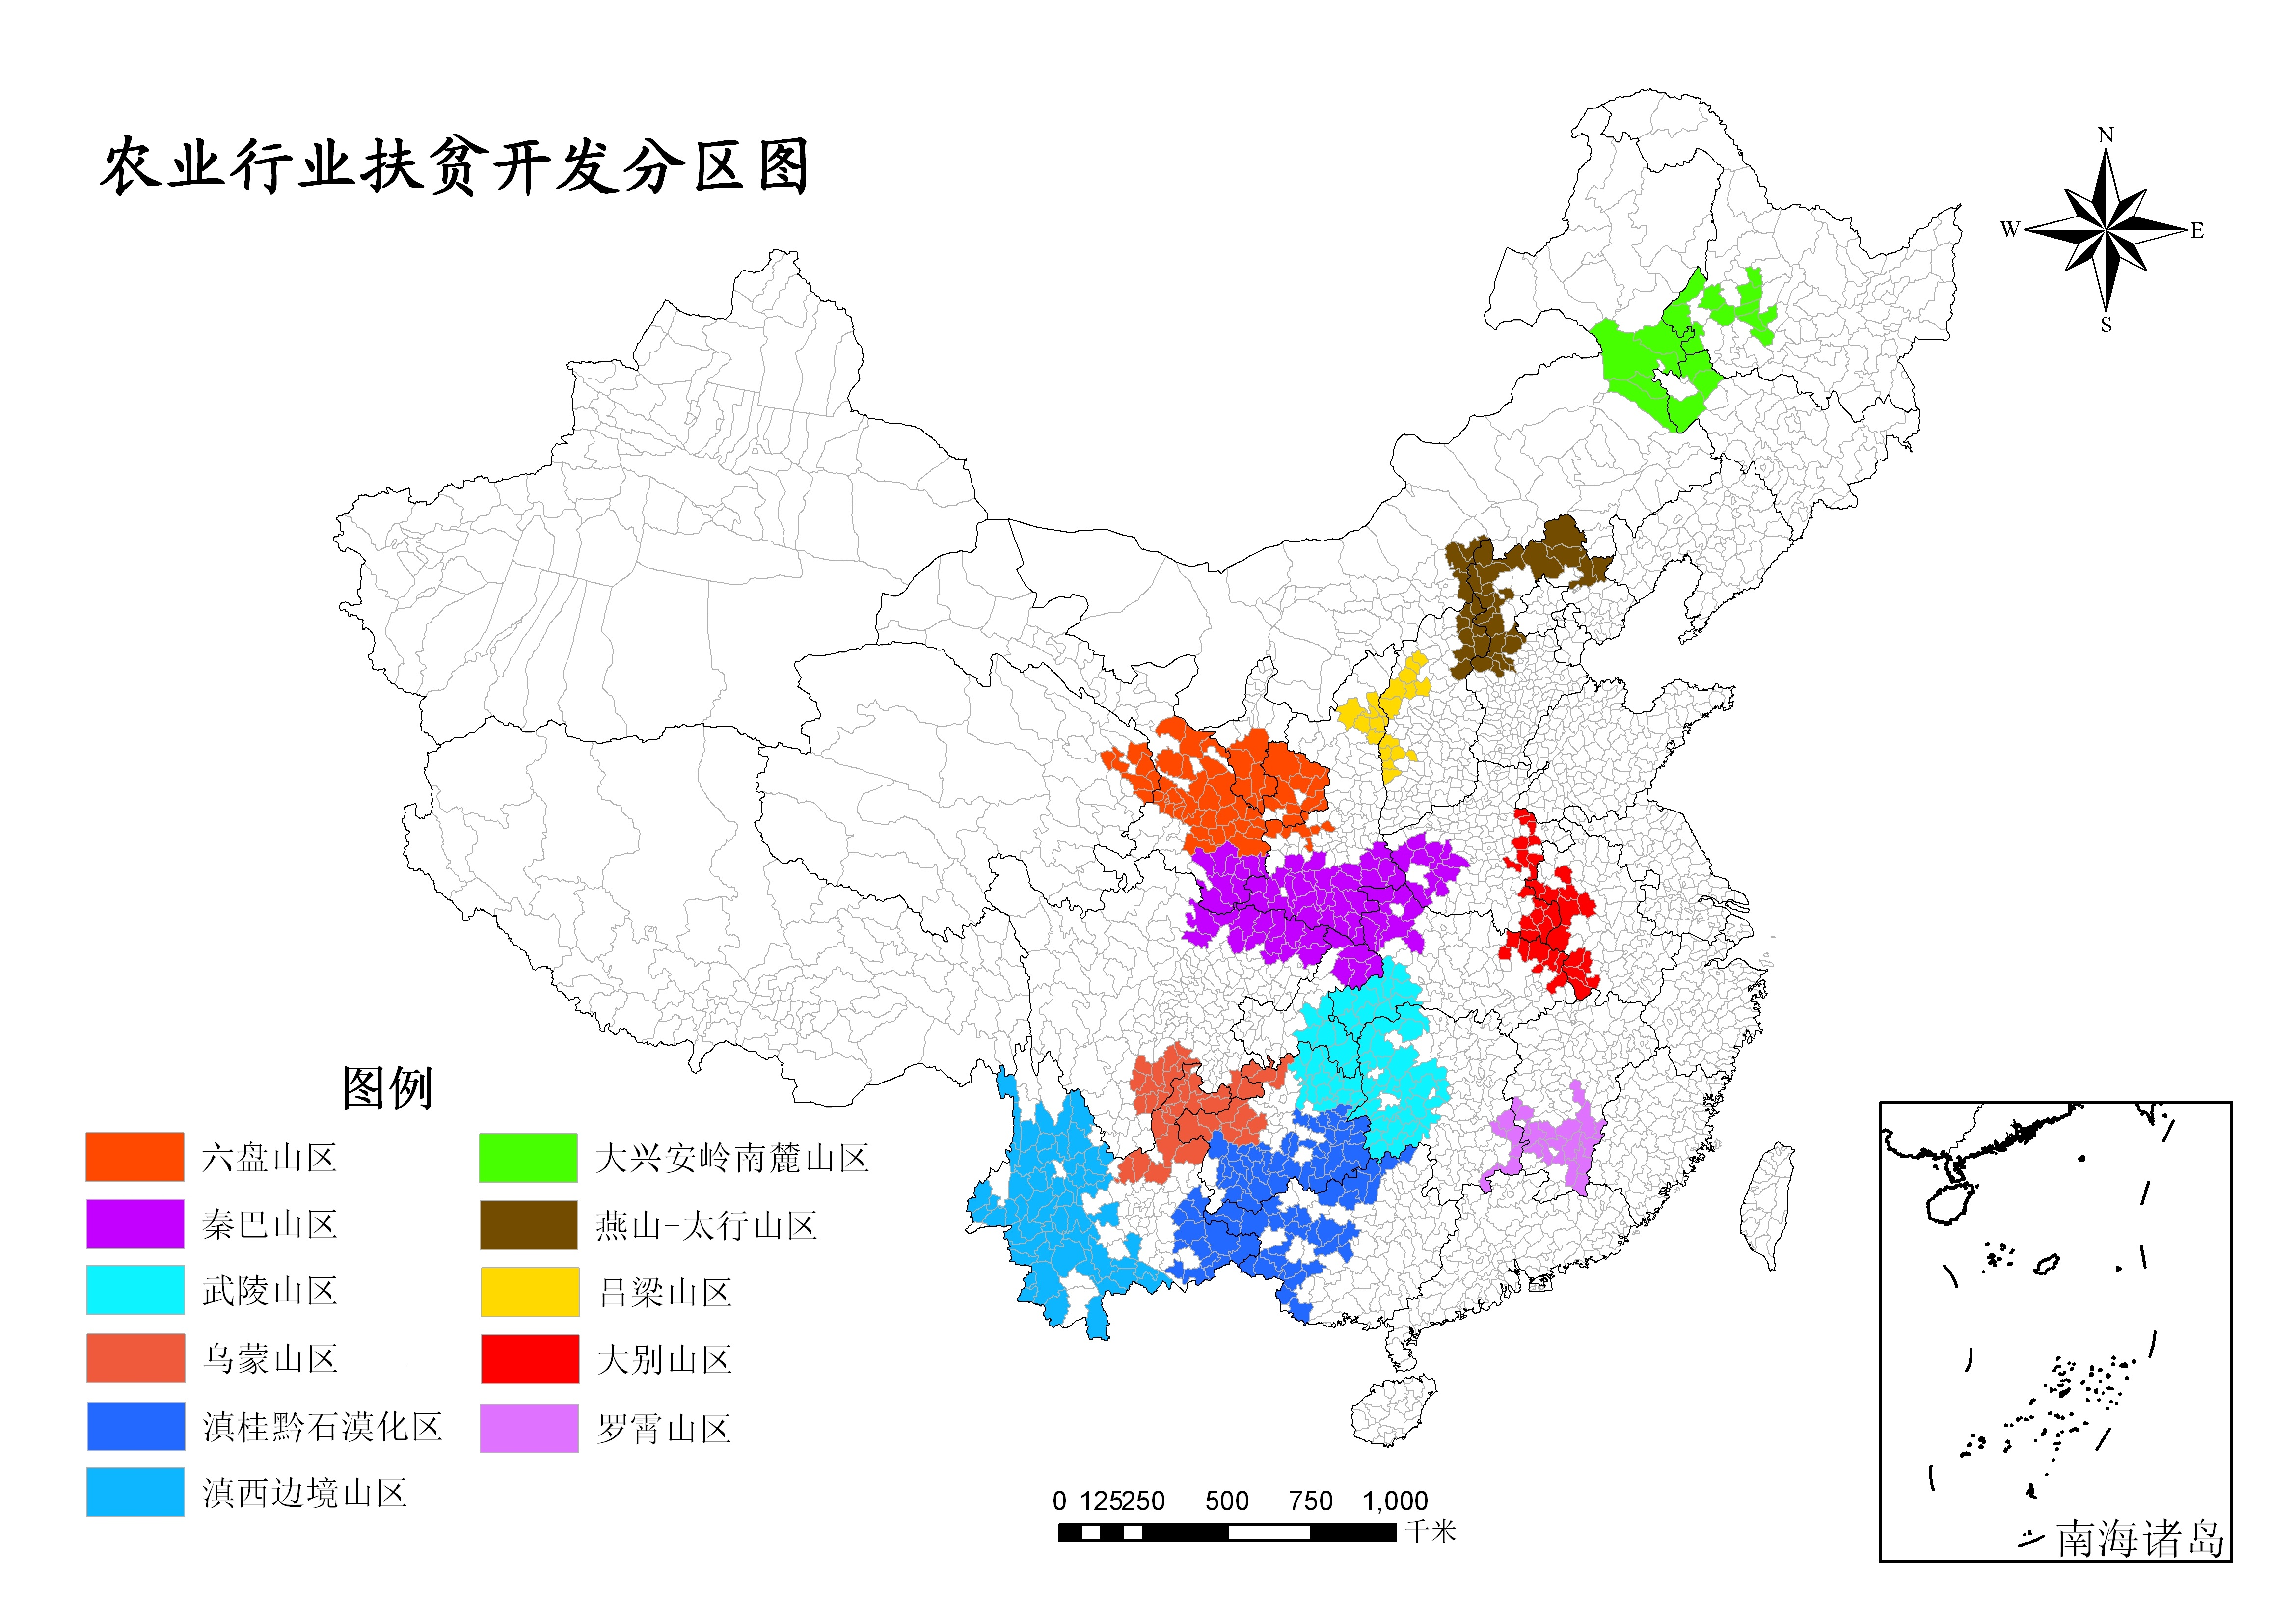 农业行业扶贫开发分区图
N
W
E
S
图例
六盘山区
大兴安岭南麓山区
秦巴山区
燕山-太行山区
武陵山区
吕梁山区
乌蒙山区
大别山区
滇桂黔石漠化区
罗霄山区
滇西边境山区
0 125250 500 750 1,000
千米
南海诸岛